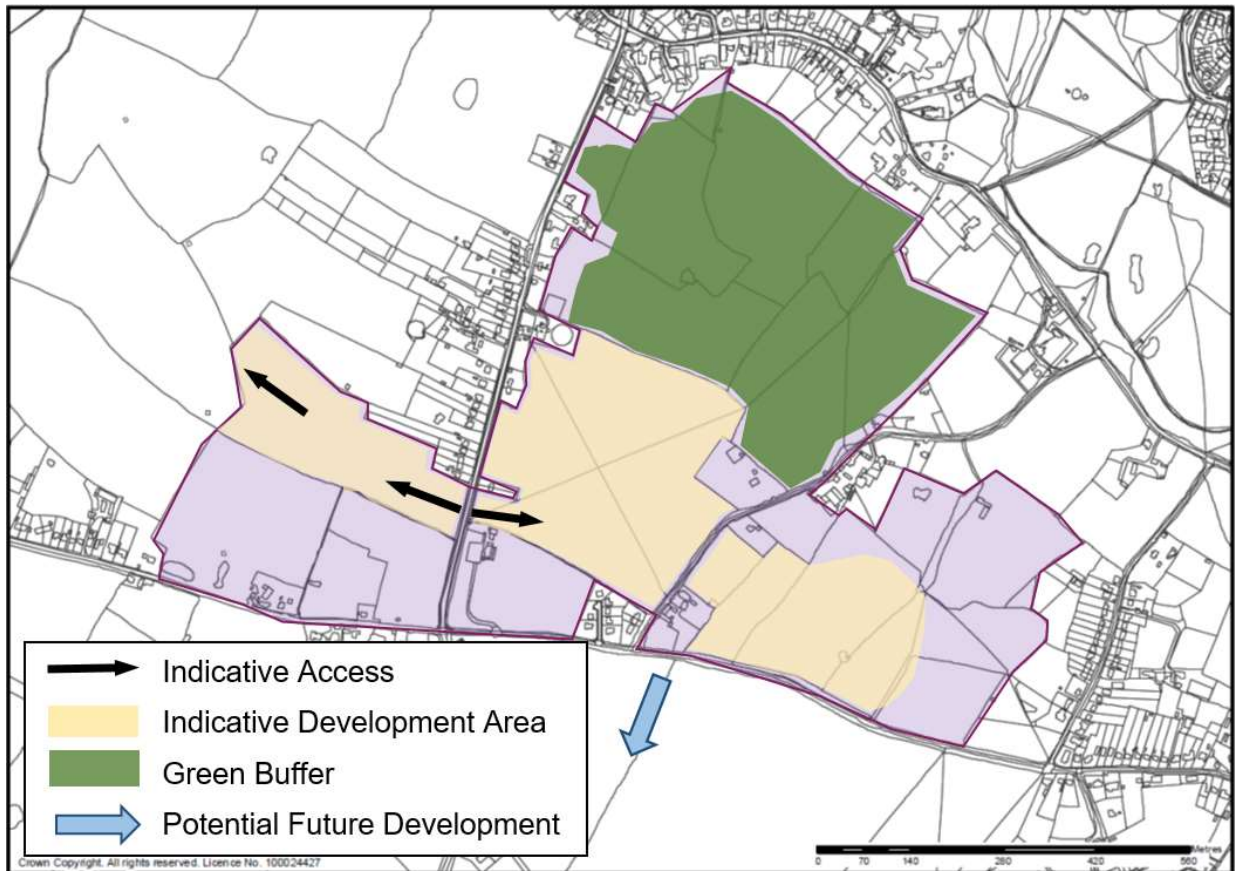 Indicative Access
Indicative Development Area
Green Buffer
Potential Future Development
Crown Copyright. All rights reserved. Licence No. 100024427
Metres
0 70 140 280 420 560